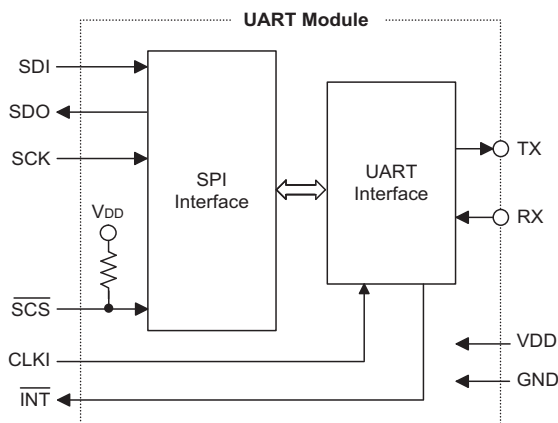 UART Module
SDI
SDO
SCK
VDD
SCS
CLKI
INT
SPI
Interface
UART
Interface
TX
RX
VDD
GND